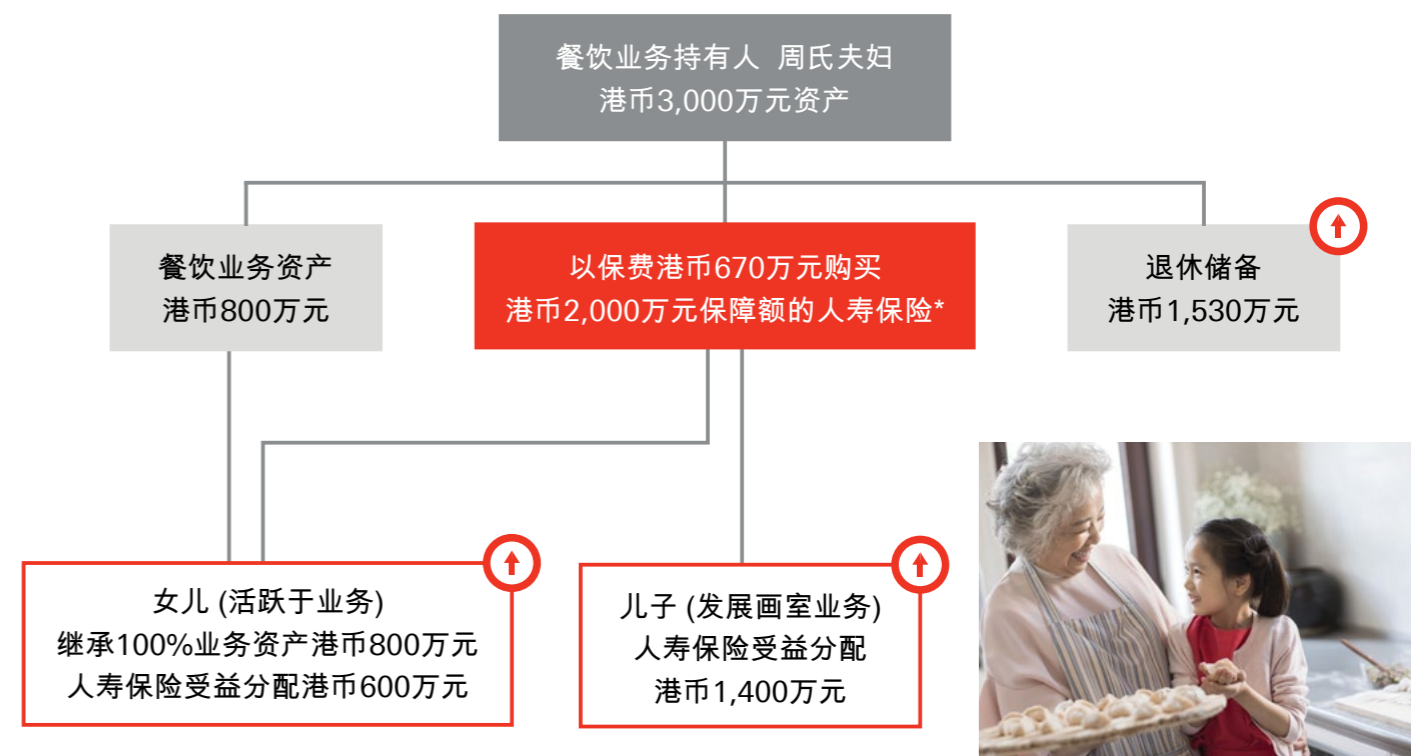 餐饮业务持有人 周氏夫妇
港币3,000万元资产
餐饮业务资产
港币800万元
以保费港币670万元购买
港币2,000万元保障额的人寿保险*
退休储备
港币1,530万元
女儿 (活跃于业务)
继承100%业务资产港币800万元
人寿保险受益分配港币600万元
儿子 (发展画室业务)
人寿保险受益分配
港币1,400万元